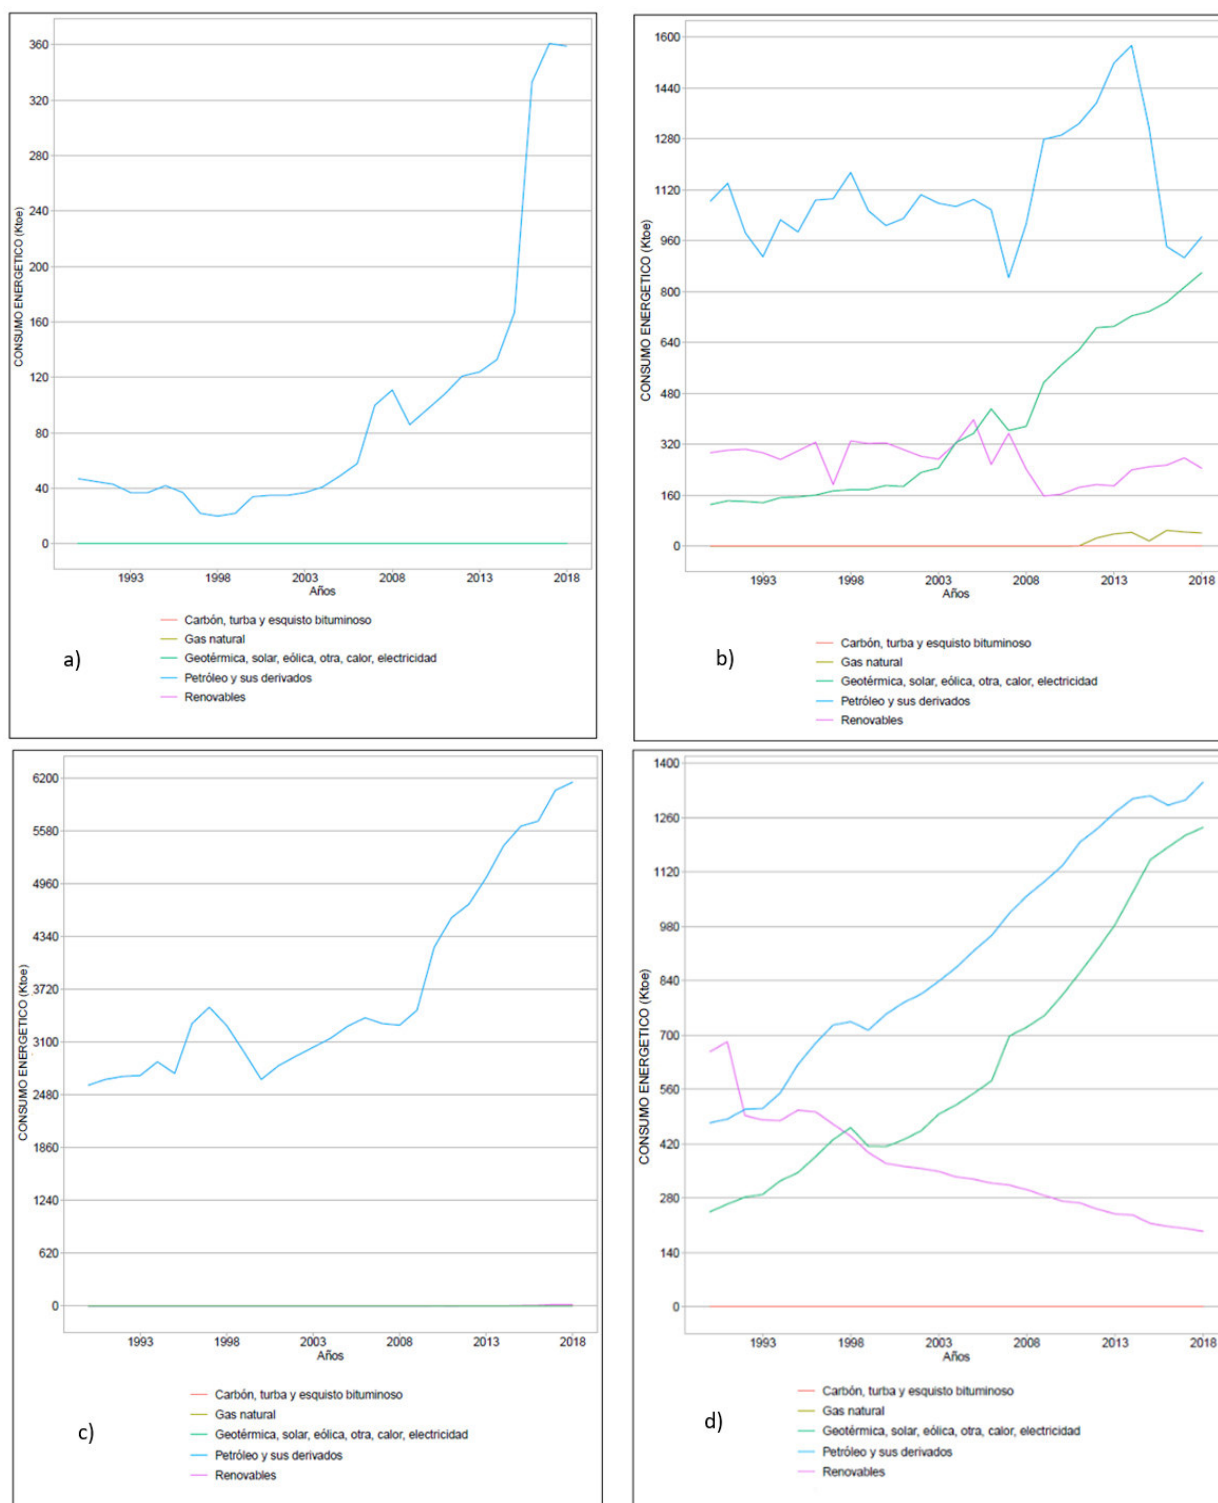 360
320
280
240
200
160
120
80
40
0
CONSUMO ENERGETICO (Ktoe)
1993 1998 2003 2008 2013 2018
Años
Carbón, turba y esquisto bituminoso
Gas natural
Geotérmica, solar, eólica, otra, calor, electricidad
Petróleo y sus derivados
Renovables
a)
1600
1440
1280
1120
960
800
640
480
320
160
0
CONSUMO ENERGETICO (Ktoe)
1993 1998 2003 2008 2013 2018
Años
Carbón, turba y esquisto bituminoso
Gas natural
Geotérmica, solar, eólica, otra, calor, electricidad
Petróleo y sus derivados
Renovables
b)
6200
5580
4960
4340
3720
3100
2480
1860
1240
620
0
CONSUMO ENERGETICO (Ktoe)
1993 1998 2003 2008 2013 2018
Años
Carbón, turba y esquisto bituminoso
Gas natural
Geotérmica, solar, eólica, otra, calor, electricidad
Petróleo y sus derivados
Renovables
c)
1400
1260
1120
980
840
700
560
420
280
140
0
CONSUMO ENERGETICO (Ktoe)
1993 1998 2003 2008 2013 2018
Años
Carbón, turba y esquisto bituminoso
Gas natural
Geotérmica, solar, eólica, otra, calor, electricidad
Petróleo y sus derivados
Renovables
d)